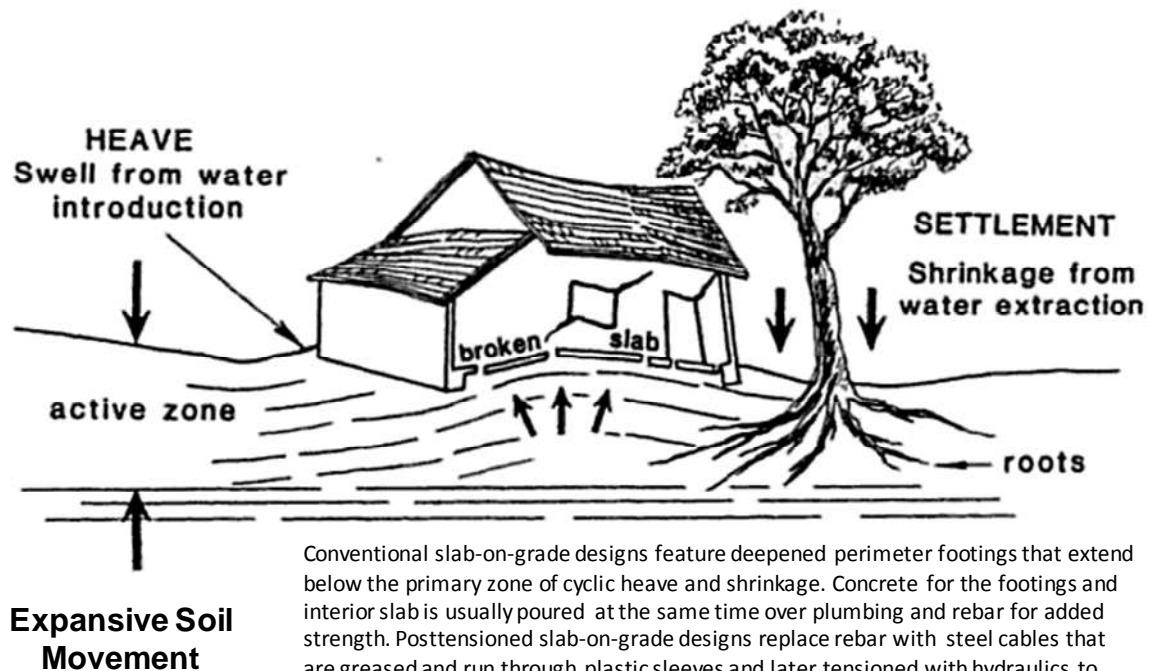 HEAVE
Swell from water
introduction
SETTLEMENT
Shrinkage from
water extraction
broken slab
active zone
roots
Expansive Soil
Movement
Conventional slab-on-grade designs feature deepened perimeter footings that extend
below the primary zone of cyclic heave and shrinkage. Concrete for the footings and
interior slab is usually poured at the same time over plumbing and rebar for added
strength. Posttensioned slab-on-grade designs replace rebar with steel cables that
are greased and run through plastic sleeves and later tensioned with hydraulics to